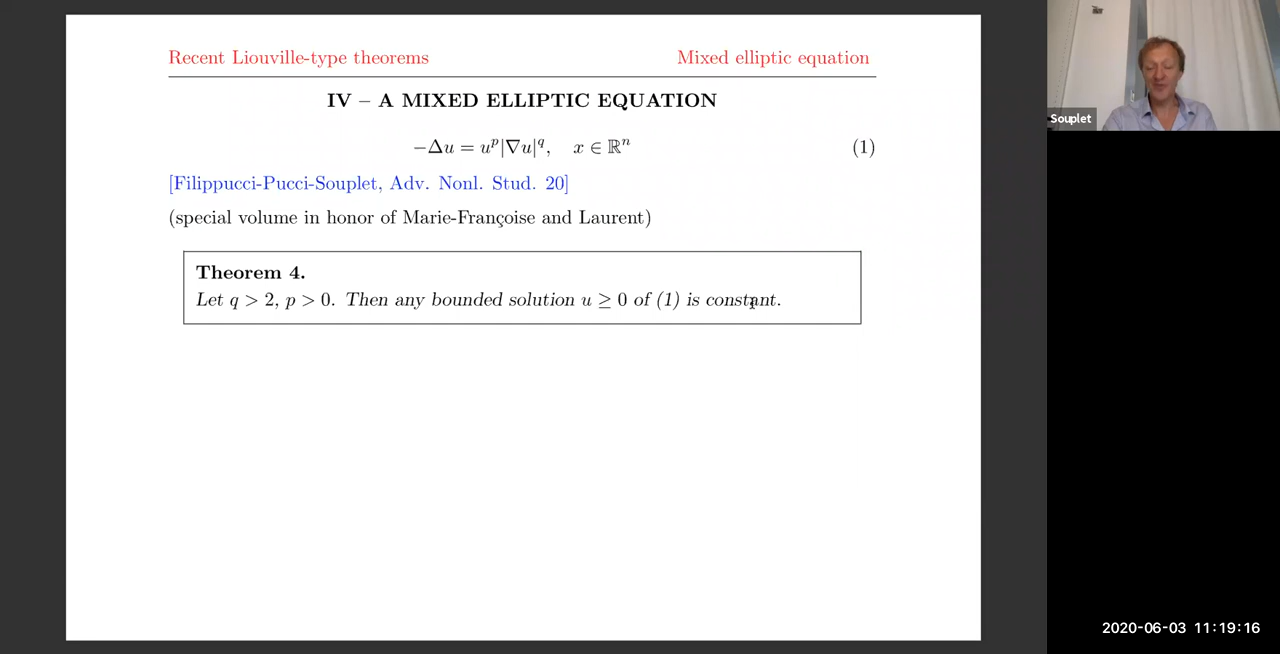 Recent Liouville-type theorems Mixed elliptic equation
IV – A MIXED ELLIPTIC EQUATION
−Δu = u^p|∇u|^q, x ∈ ℝ^n (1)
[Filippucci-Pucci-Souplet, Adv. Nonl. Stud. 20]
(special volume in honor of Marie-Françoise and Laurent)
Theorem 4.
Let q > 2, p > 0. Then any bounded solution u ≥ 0 of (1) is constant.
Souplet
2020-06-03 11:19:16